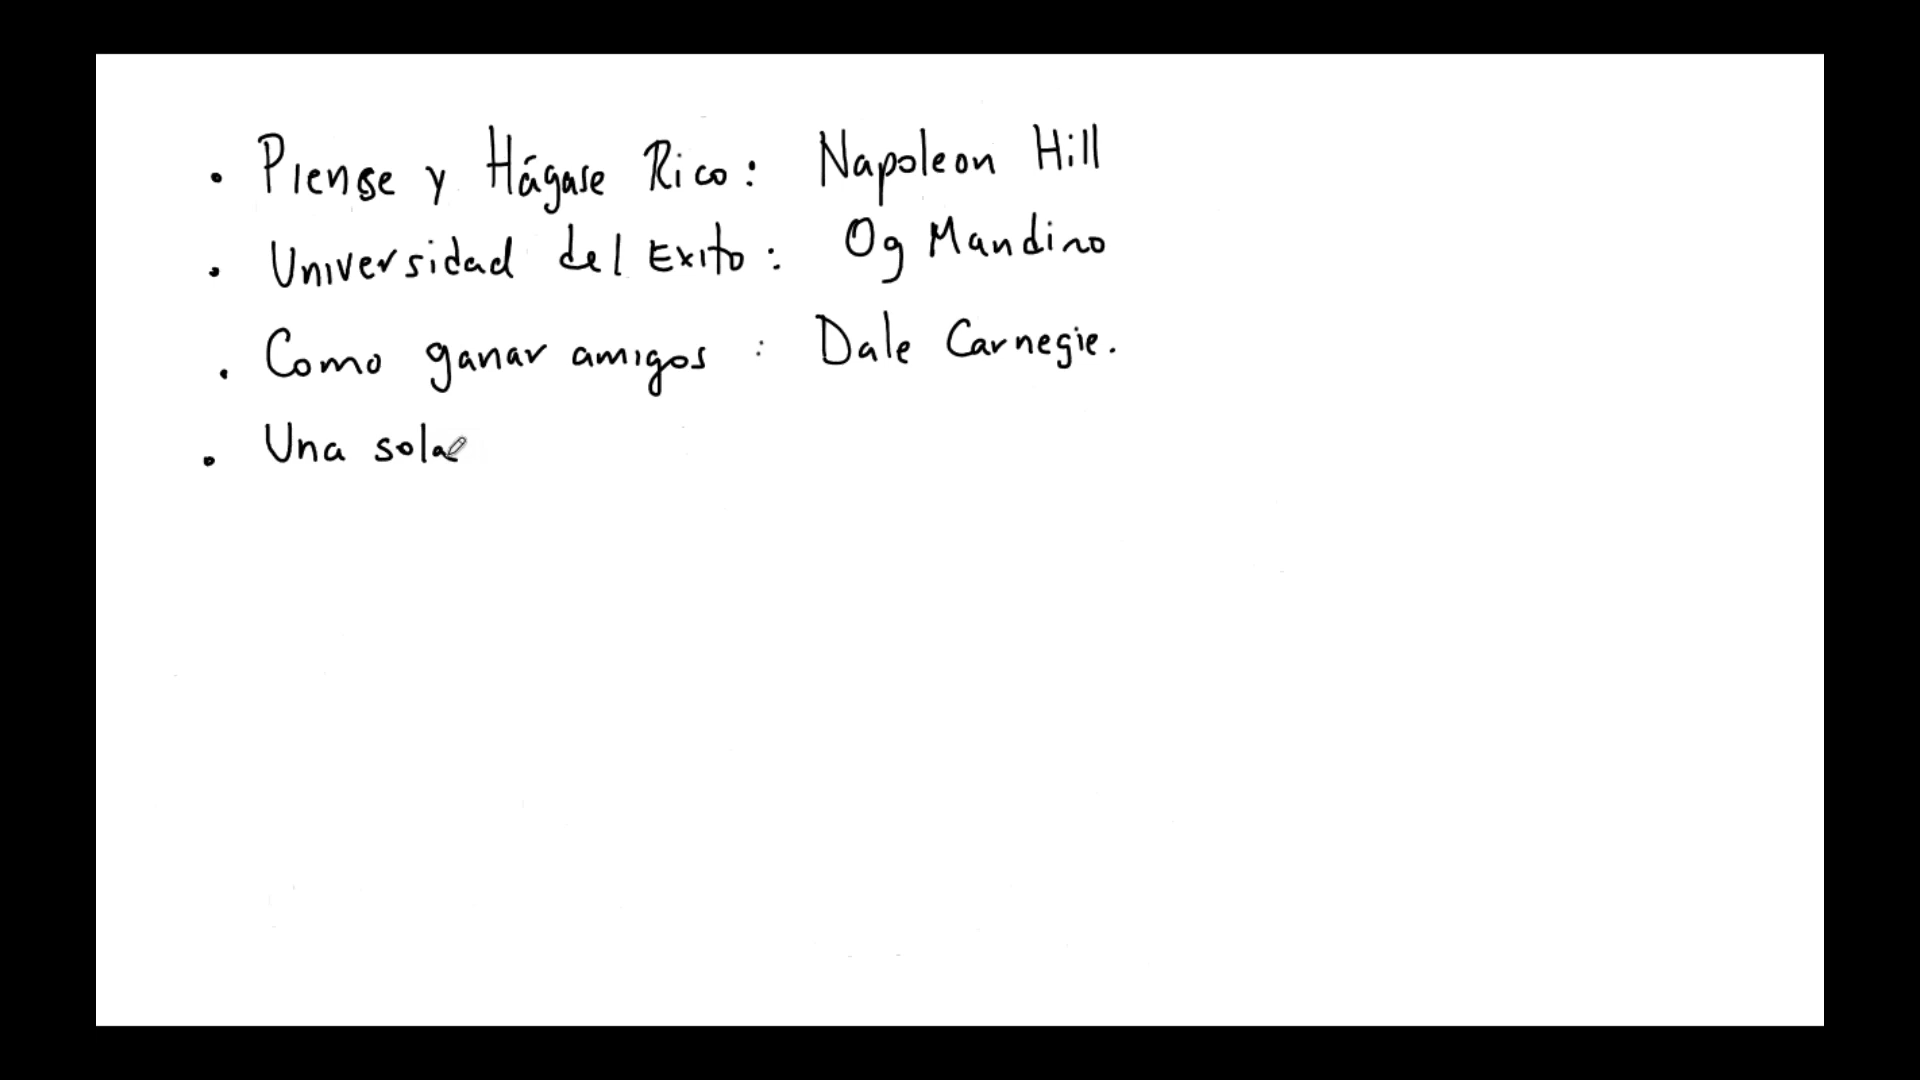 . Piense y Hágase Rico: Napoleon Hill
. Universidad del Exito: Og Mandino
. Como ganar amigos : Dale Carnegie.
. Una sola